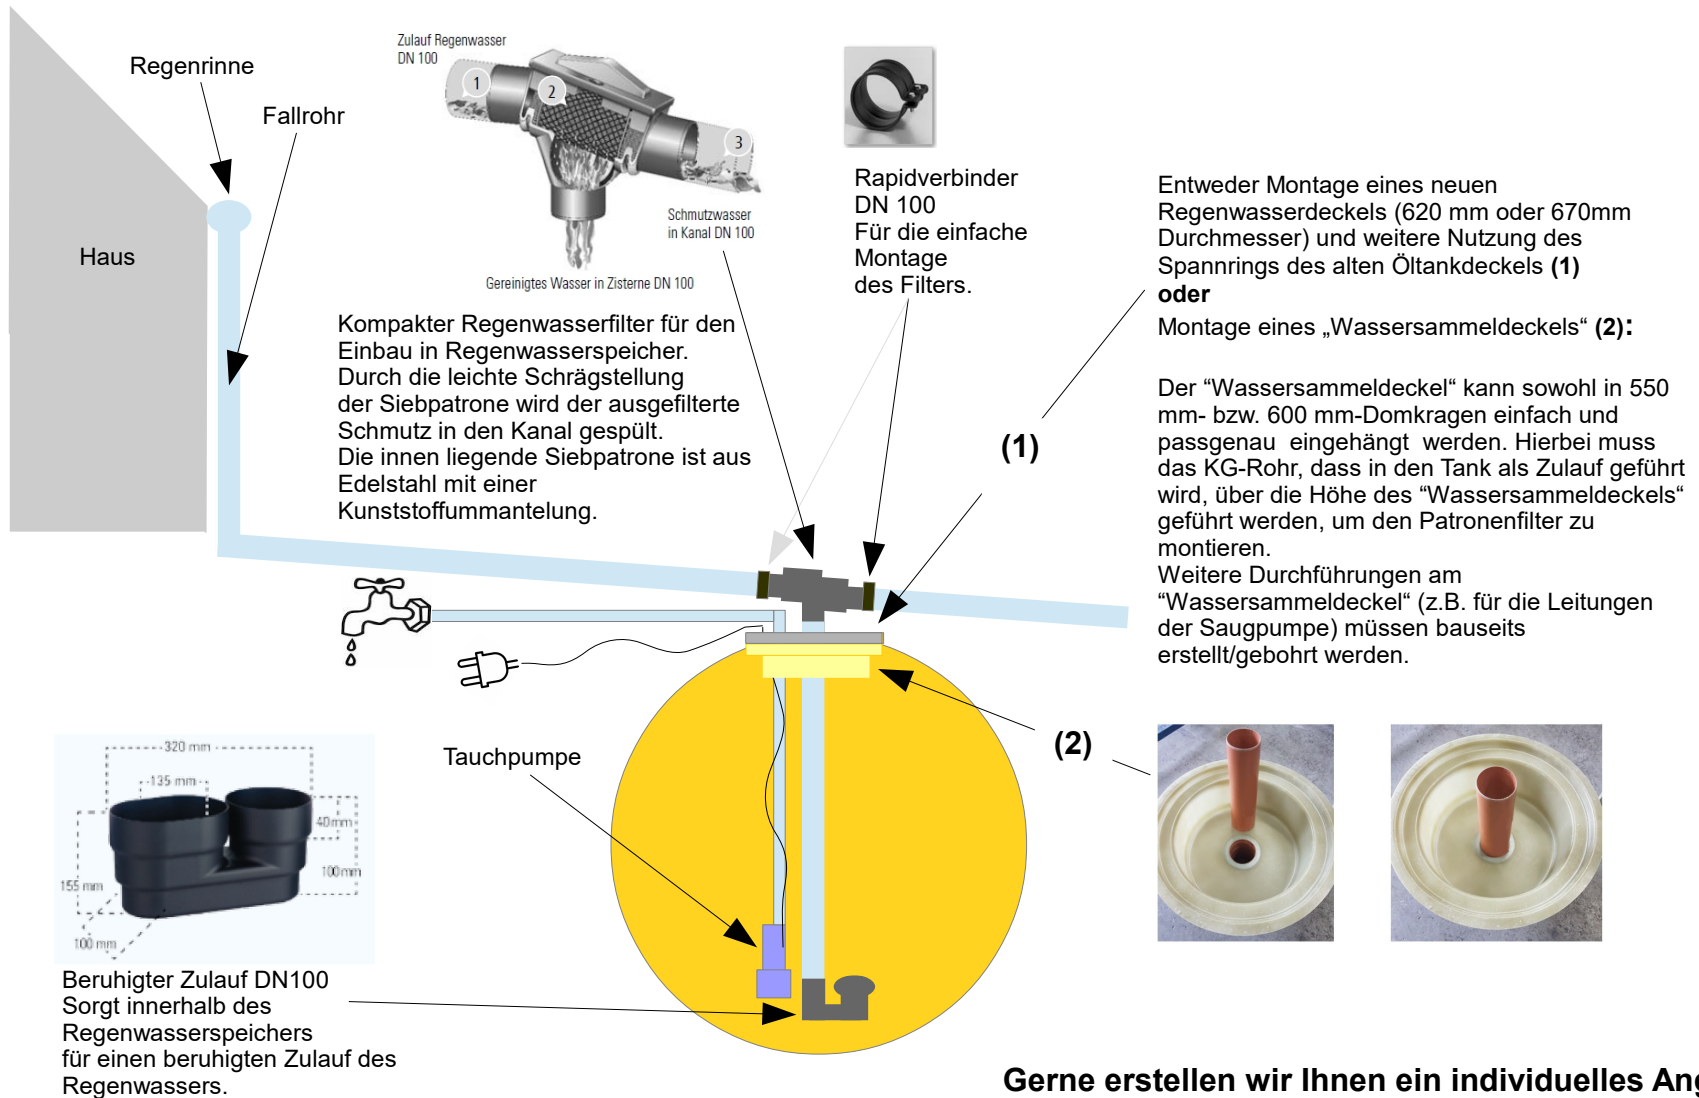 Regenrinne
Fallrohr
Haus
Zulauf Regenwasser
DN 100
1
2
3
Schmutzwasser
in Kanal DN 100
Gereinigtes Wasser in Zisterne DN 100
Kompakter Regenwasserfilter für den
Einbau in Regenwasserspeicher.
Durch die leichte Schrägstellung
der Siebpatrone wird der ausgefilterte
Schmutz in den Kanal gespült.
Die innen liegende Siebpatrone ist aus
Edelstahl mit einer
Kunststoffummantelung.
Rapidverbinder
DN 100
Für die einfache
Montage
des Filters.
Entweder Montage eines neuen
Regenwasserdeckels (620 mm oder 670mm
Durchmesser) und weitere Nutzung des
Spannrings des alten Öltankdeckels (1)
oder
Montage eines „Wassersammeldeckels“ (2):
Der “Wassersammeldeckel“ kann sowohl in 550
mm- bzw. 600 mm-Domkragen einfach und
passgenau eingehängt werden. Hierbei muss
das KG-Rohr, dass in den Tank als Zulauf geführt
wird, über die Höhe des “Wassersammeldeckels“
geführt werden, um den Patronenfilter zu
montieren.
Weitere Durchführungen am
“Wassersammeldeckel“ (z.B. für die Leitungen
der Saugpumpe) müssen bauseits
erstellt/gebohrt werden.
(1)
(2)
Tauchpumpe
320 mm
135 mm
40mm
100mm
155 mm
100 mm
Beruhigter Zulauf DN100
Sorgt innerhalb des
Regenwasserspeichers
für einen beruhigten Zulauf des
Regenwassers.
Gerne erstellen wir Ihnen ein individuelles